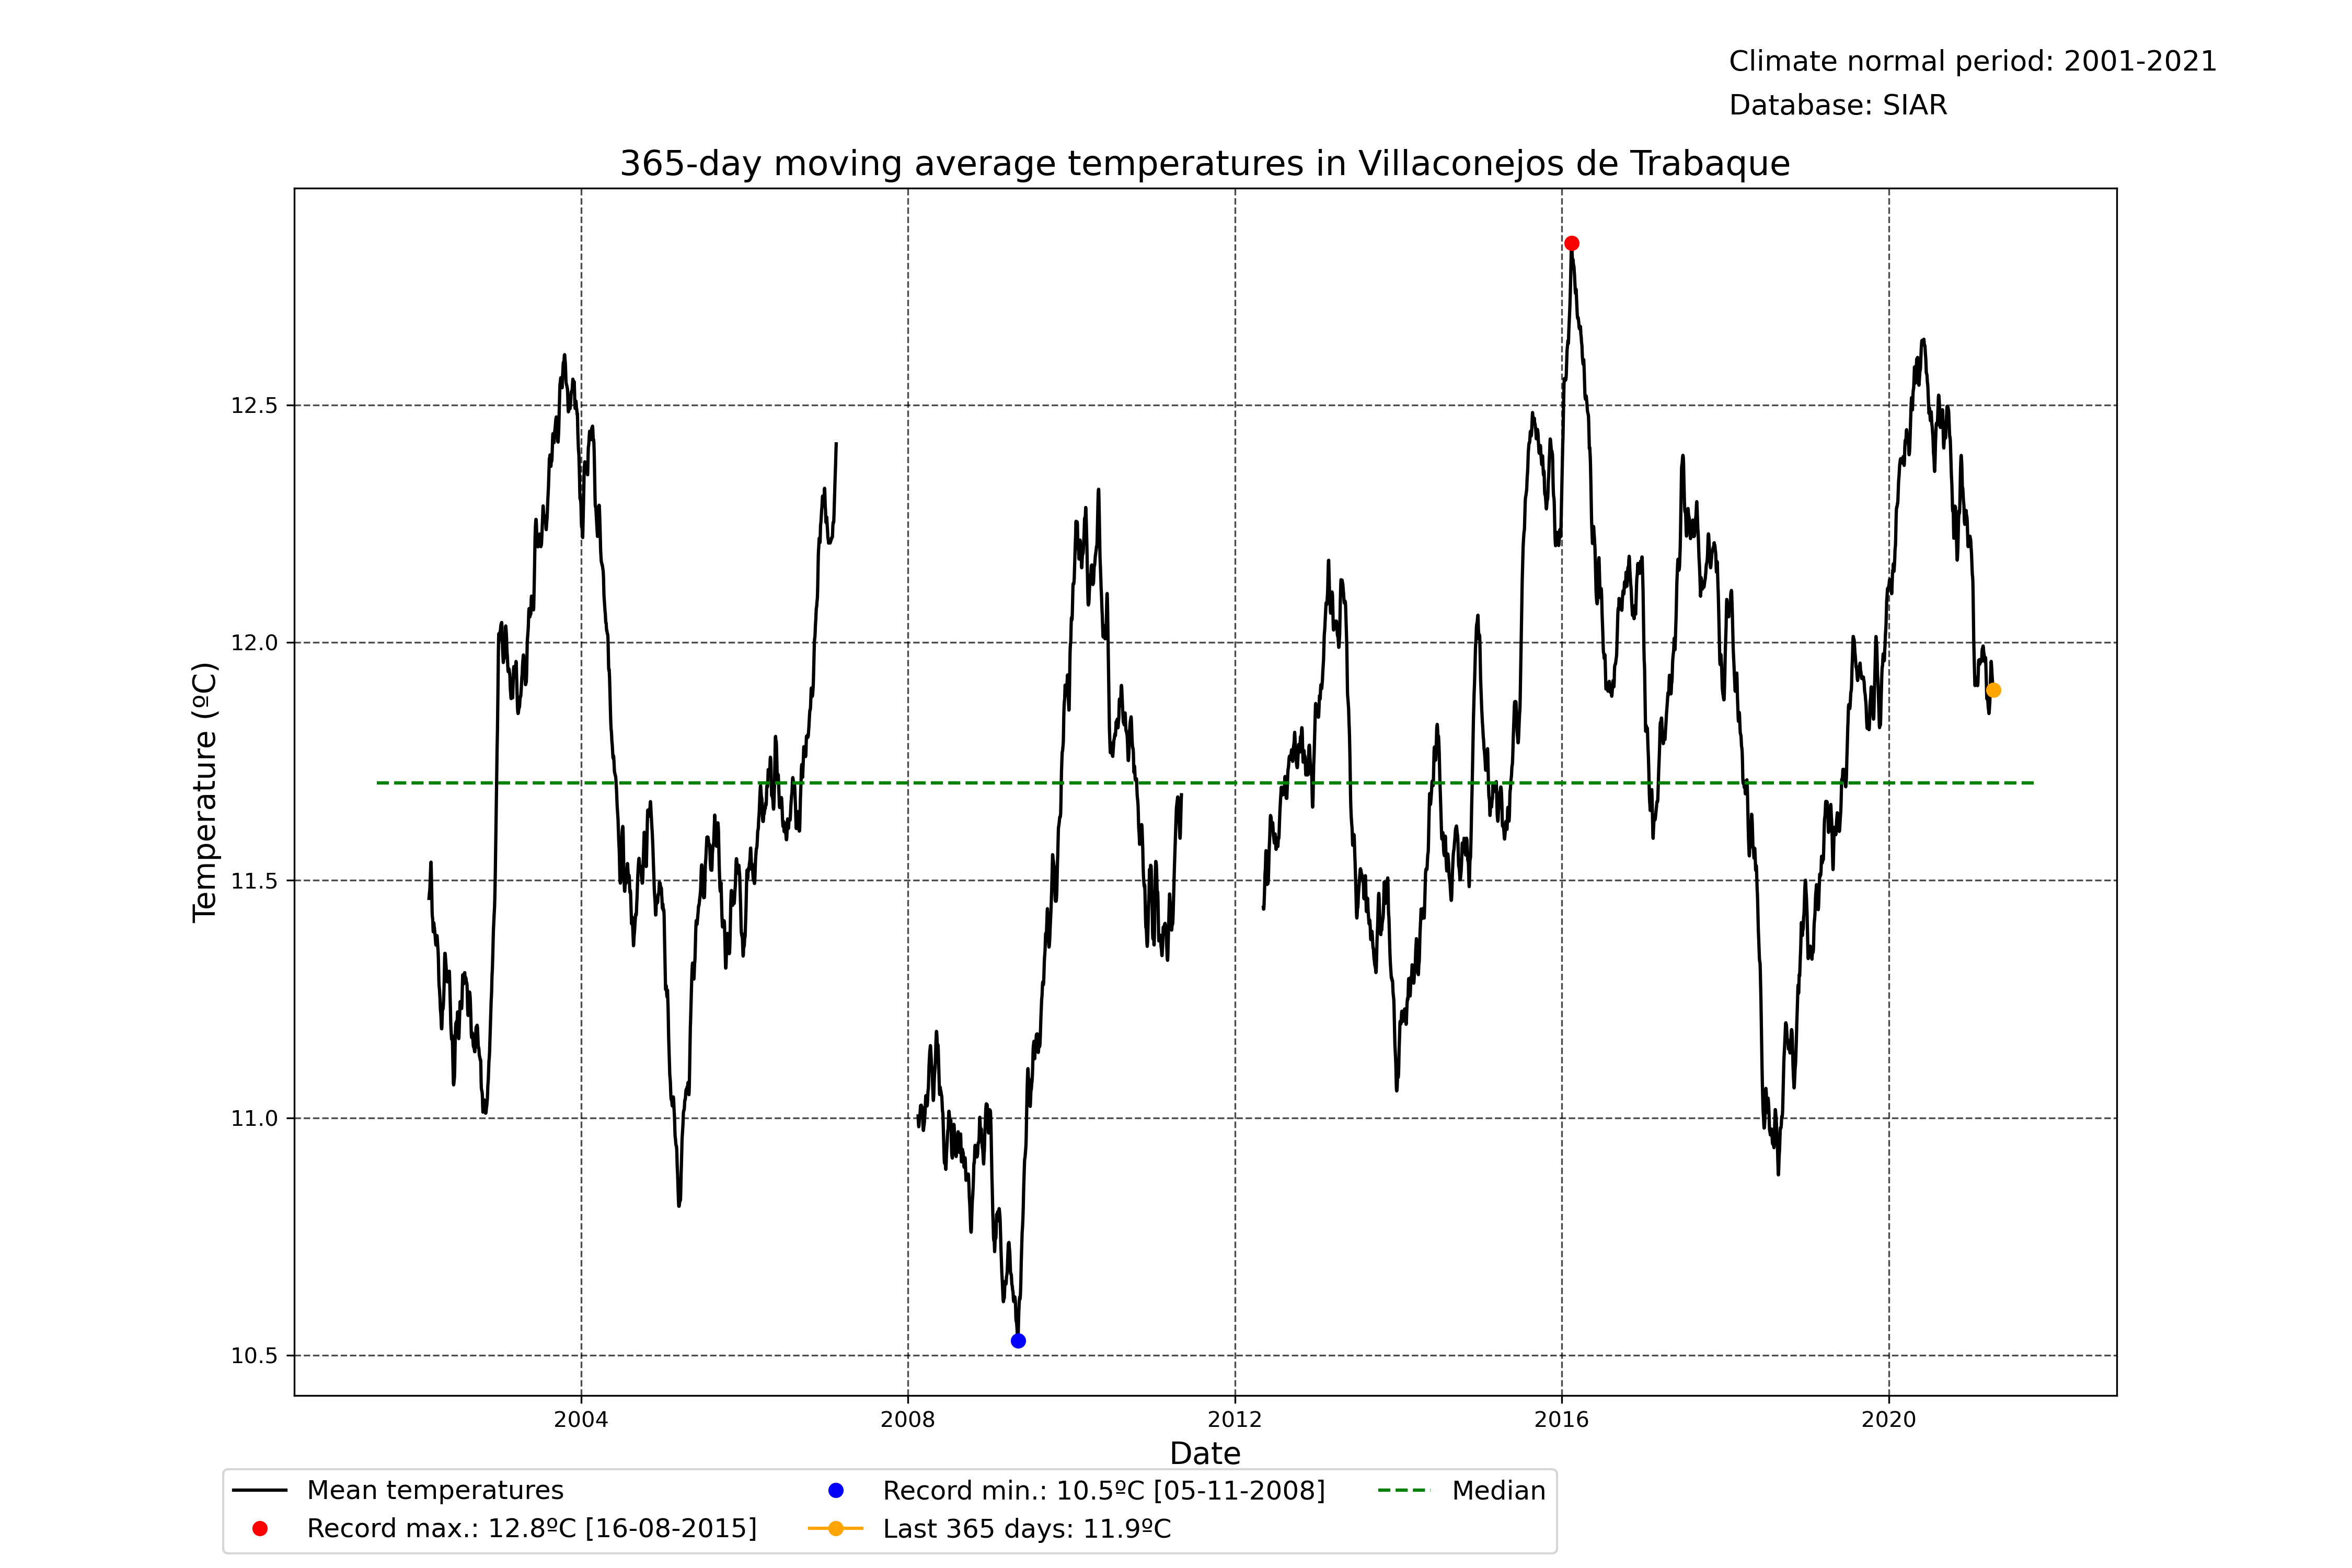 Climate normal period: 2001-2021
Database: SIAR
365-day moving average temperatures in Villaconejos de Trabaque
Temperature (ºC)
12.5
12.0
11.5
11.0
10.5
2004 2008 2012 2016 2020
Date
Mean temperatures
Record max.: 12.8ºC [16-08-2015]
Record min.: 10.5ºC [05-11-2008]
Last 365 days: 11.9ºC
Median